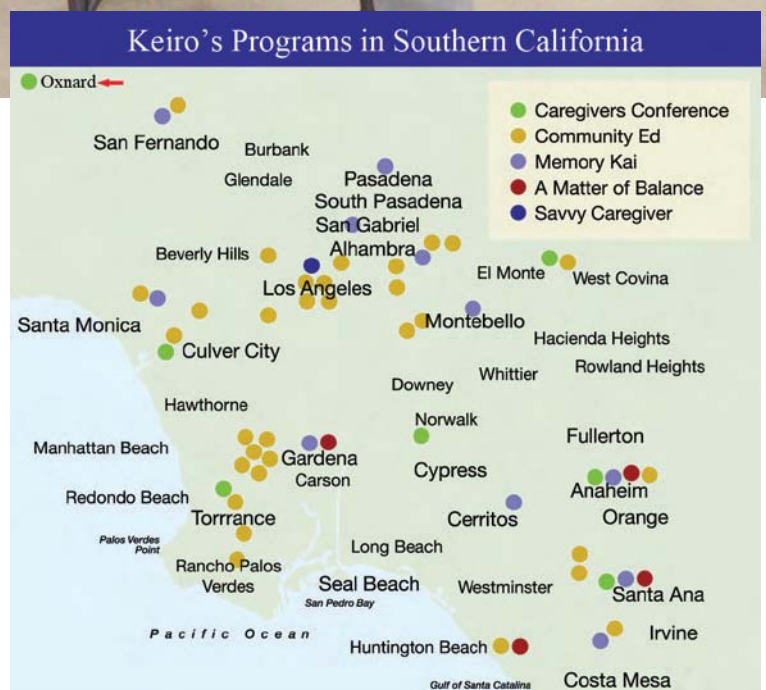 Keiro's Programs in Southern California
Oxnard
Caregivers Conference
Community Ed
Memory Kai
A Matter of Balance
Savvy Caregiver
San Fernando
Burbank
Glendale
Pasadena
South Pasadena
San Gabriel
Alhambra
Beverly Hills
El Monte
West Covina
Los Angeles
Santa Monica
Montebello
Hacienda Heights
Culver City
Rowland Heights
Whittier
Downey
Hawthorne
Norwalk
Fullerton
Manhattan Beach
Gardena
Carson
Cypress
Anaheim
Redondo Beach
Torrrance
Cerritos
Orange
Palos Verdes
Point
Long Beach
Rancho Palos
Verdes
Seal Beach
San Pedro Bay
Westminster
Santa Ana
Pacific Ocean
Irvine
Huntington Beach
Costa Mesa
Gulf of Santa Catalina